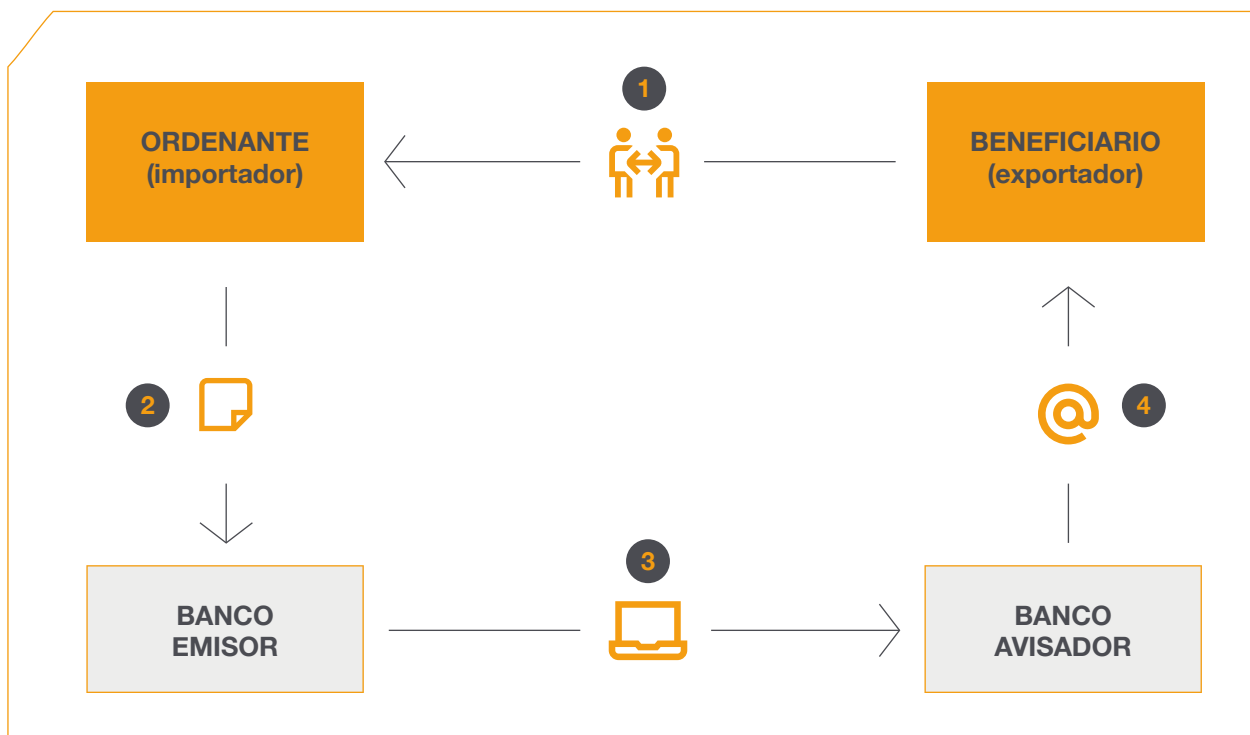 1
ORDENANTE
(importador)
BENEFICIARIO
(exportador)
2
4
3
BANCO
EMISOR
BANCO
AVISADOR